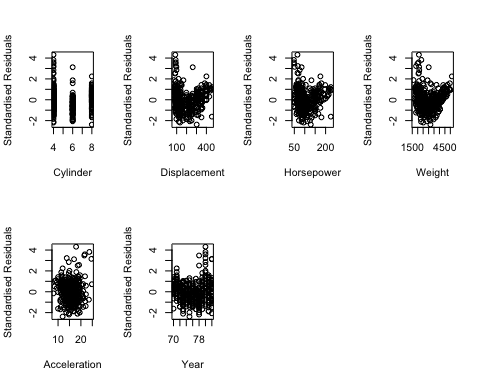 Standardised Residuals
-2 0 2 4
4 6 8
Cylinder
Standardised Residuals
-2 0 2 4
100 400
Displacement
Standardised Residuals
-2 0 2 4
50 200
Horsepower
Standardised Residuals
-2 0 2 4
1500 4500
Weight
Standardised Residuals
-2 0 2 4
10 20
Acceleration
Standardised Residuals
-2 0 2 4
70 78
Year